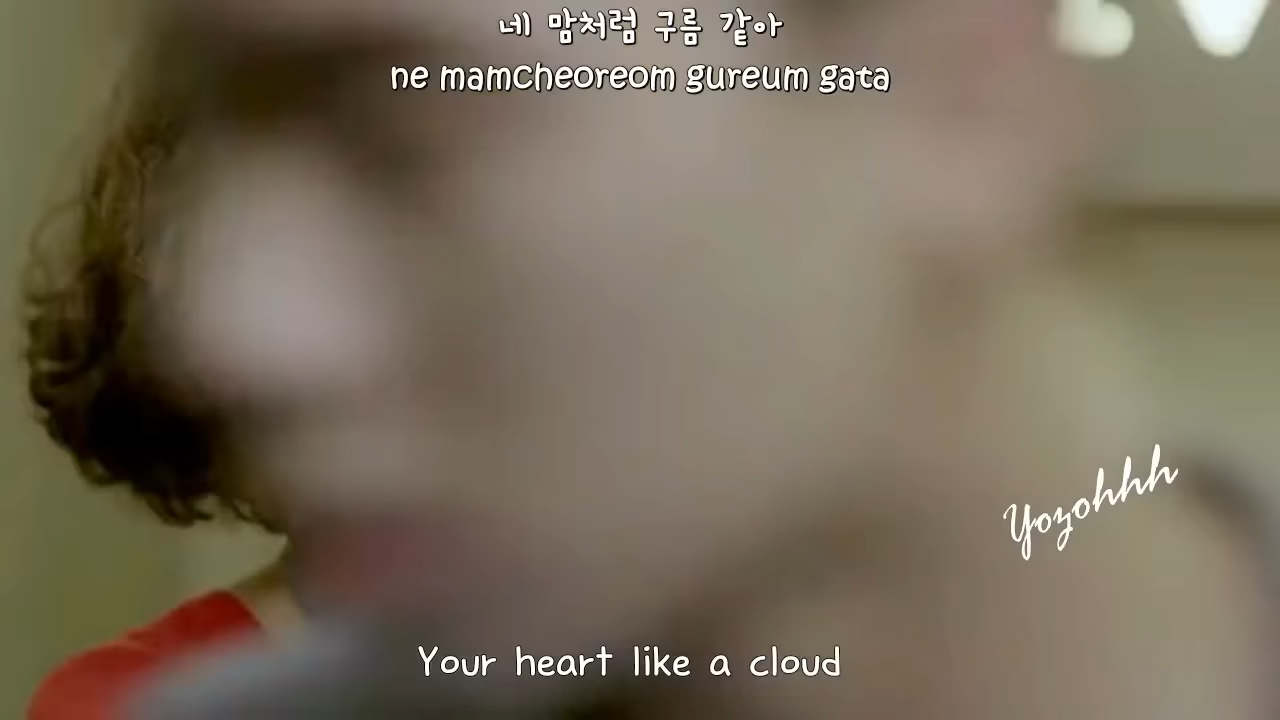 네 맘처럼 구름 같아
ne mamcheoreom gureum gata
Yozohhh
Your heart like a cloud